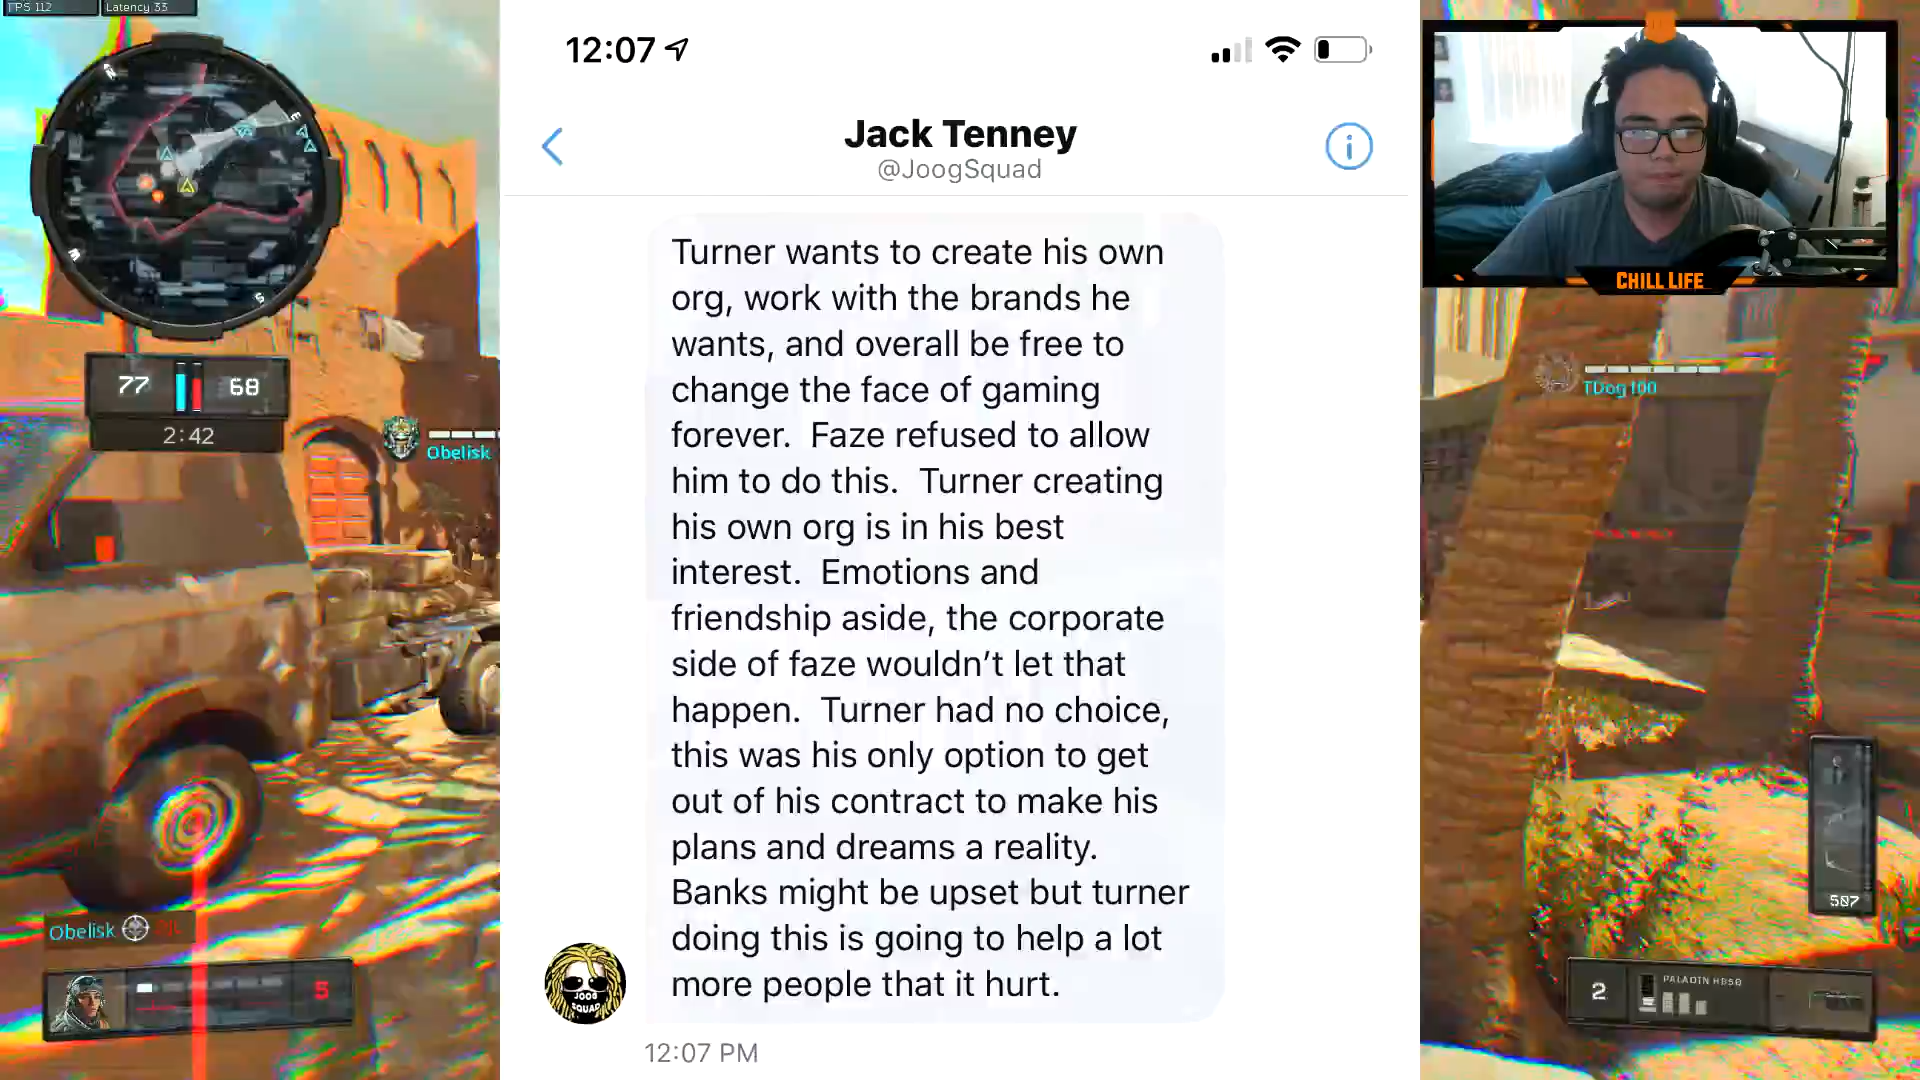 FPS 112
Latency 33
12:07
Jack Tenney
@JoogSquad
Turner wants to create his own
org, work with the brands he
wants, and overall be free to
change the face of gaming
forever.  Faze refused to allow
him to do this.  Turner creating
his own org is in his best
interest.  Emotions and
friendship aside, the corporate
side of faze wouldn’t let that
happen.  Turner had no choice,
this was his only option to get
out of his contract to make his
plans and dreams a reality.
Banks might be upset but turner
doing this is going to help a lot
more people that it hurt.
JOOG
SQUAD
12:07 PM
N
E
S
W
77
68
2:42
Obelisk
Obelisk
5
CHILL LIFE
TDog 100
507
2
PALADIN HB50